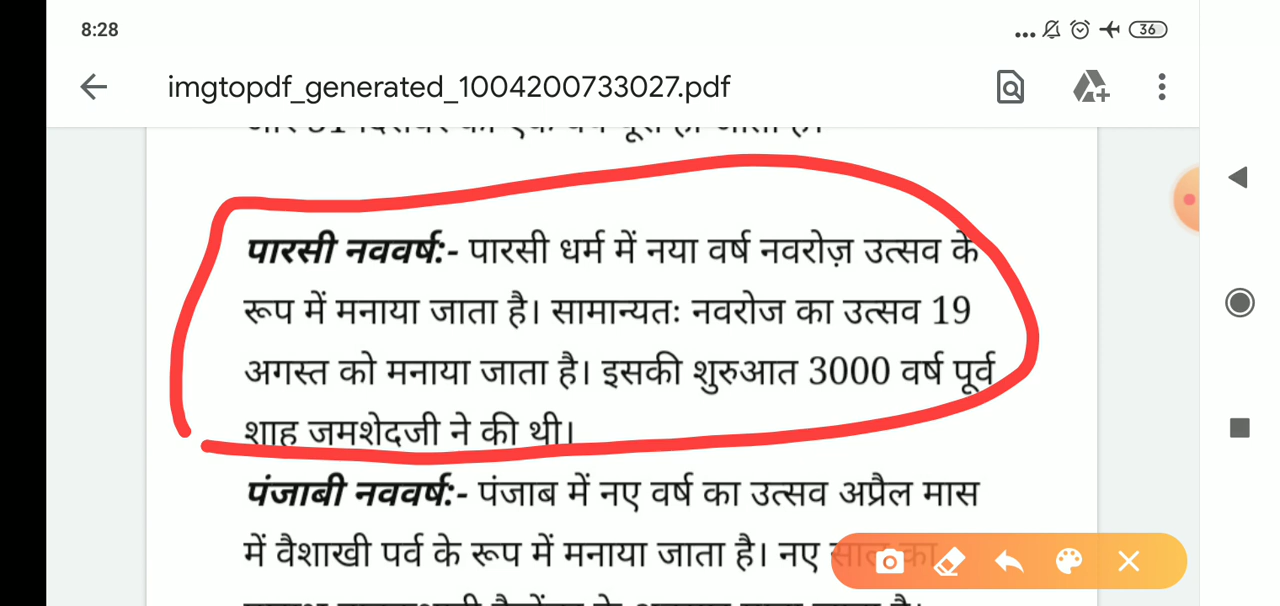 8:28
36
imgtopdf_generated_1004200733027.pdf
पारसी नववर्ष:- पारसी धर्म में नया वर्ष नवरोज़ उत्सव के
रूप में मनाया जाता है। सामान्यतः नवरोज का उत्सव 19
अगस्त को मनाया जाता है। इसकी शुरुआत 3000 वर्ष पूर्व
शाह जमशेदजी ने की थी।
पंजाबी नववर्ष:- पंजाब में नए वर्ष का उत्सव अप्रैल मास
में वैशाखी पर्व के रूप में मनाया जाता है। नए साल का